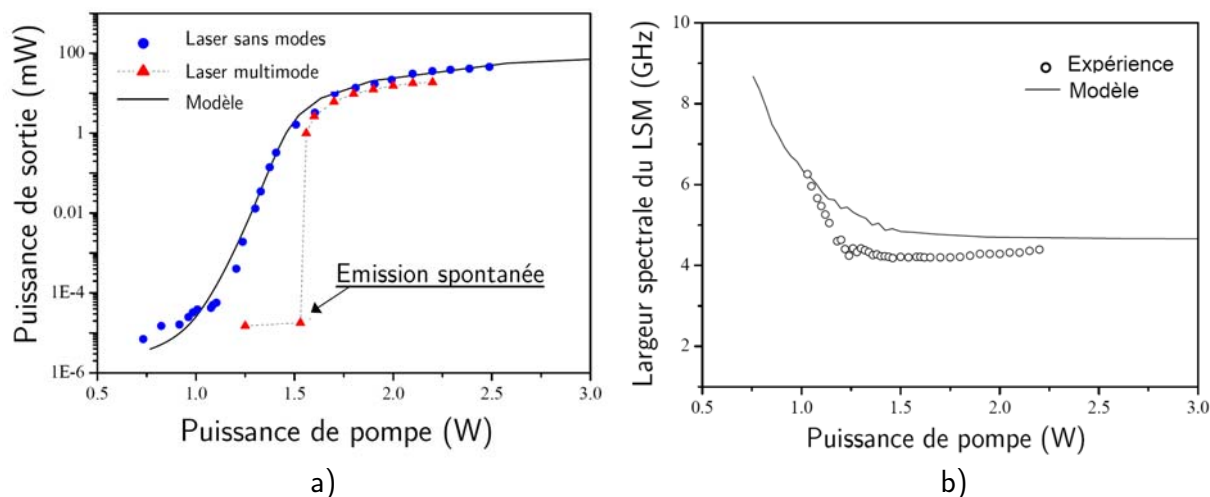 Puissance de sortie (mW)
100
1
0.01
1E-4
1E-6
Laser sans modes
Laser multimode
Modèle
Emission spontanée
0.5
1.0
1.5
2.0
2.5
3.0
Puissance de pompe (W)
a)
Largeur spectrale du LSM (GHz)
10
8
6
4
2
Expérience
Modèle
0.5
1.0
1.5
2.0
2.5
3.0
Puissance de pompe (W)
b)